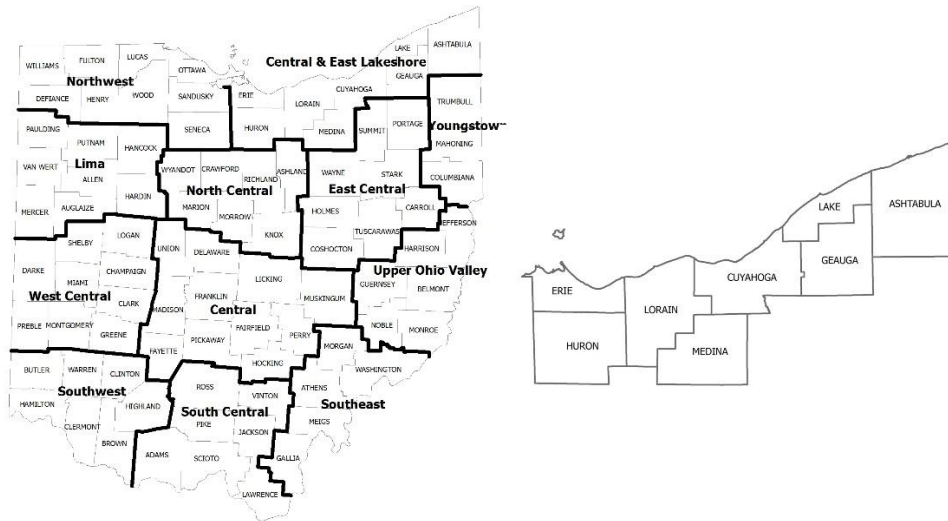 LAKE
ASHTABULA
LUCAS
FULTON
WILLIAMS
Central & East Lakeshore
OTTAWA
GEAUGA
Northwest
CUYAHOGA
DEFIANCE
HENRY
WOOD
SANDUSKY
ERIE
LORAIN
TRUMBULL
PORTAGE
SUMMIT
PAULDING
SENECA
HURON
MEDINA
Youngstow
PUTNAM
HANCOCK
MAHONING
Lima
WYANDOT
CRAWFORD
RICHLAND
ASHLAND
WAYNE
STARK
COLUMBIANA
VAN WERT
ALLEN
North Central
East Central
HARDIN
MERCER
AUGLAIZE
MARION
MORROW
HOLMES
CARROLL
JEFFERSON
KNOX
TUSCARAWAS
LOGAN
SHELBY
UNION
DELAWARE
COSHOCTON
HARRISON
DARKE
CHAMPAIGN
LICKING
Upper Ohio Valley
MIAMI
GUERNSEY
BELMONT
West Central
CLARK
MADISON
FRANKLIN
MUSKINGUM
Central
PREBLE
MONTGOMERY
GREENE
FAIRFIELD
PERRY
NOBLE
MONROE
FAYETTE
PICKAWAY
MORGAN
HOCKING
BUTLER
WARREN
CLINTON
WASHINGTON
ROSS
VINTON
ATHENS
Southwest
HAMILTON
HIGHLAND
South Central
Southeast
CLERMONT
PIKE
MEIGS
BROWN
JACKSON
ADAMS
SCIOTO
GALLIA
LAWRENCE
LAKE
ASHTABULA
GEAUGA
CUYAHOGA
ERIE
LORAIN
HURON
MEDINA